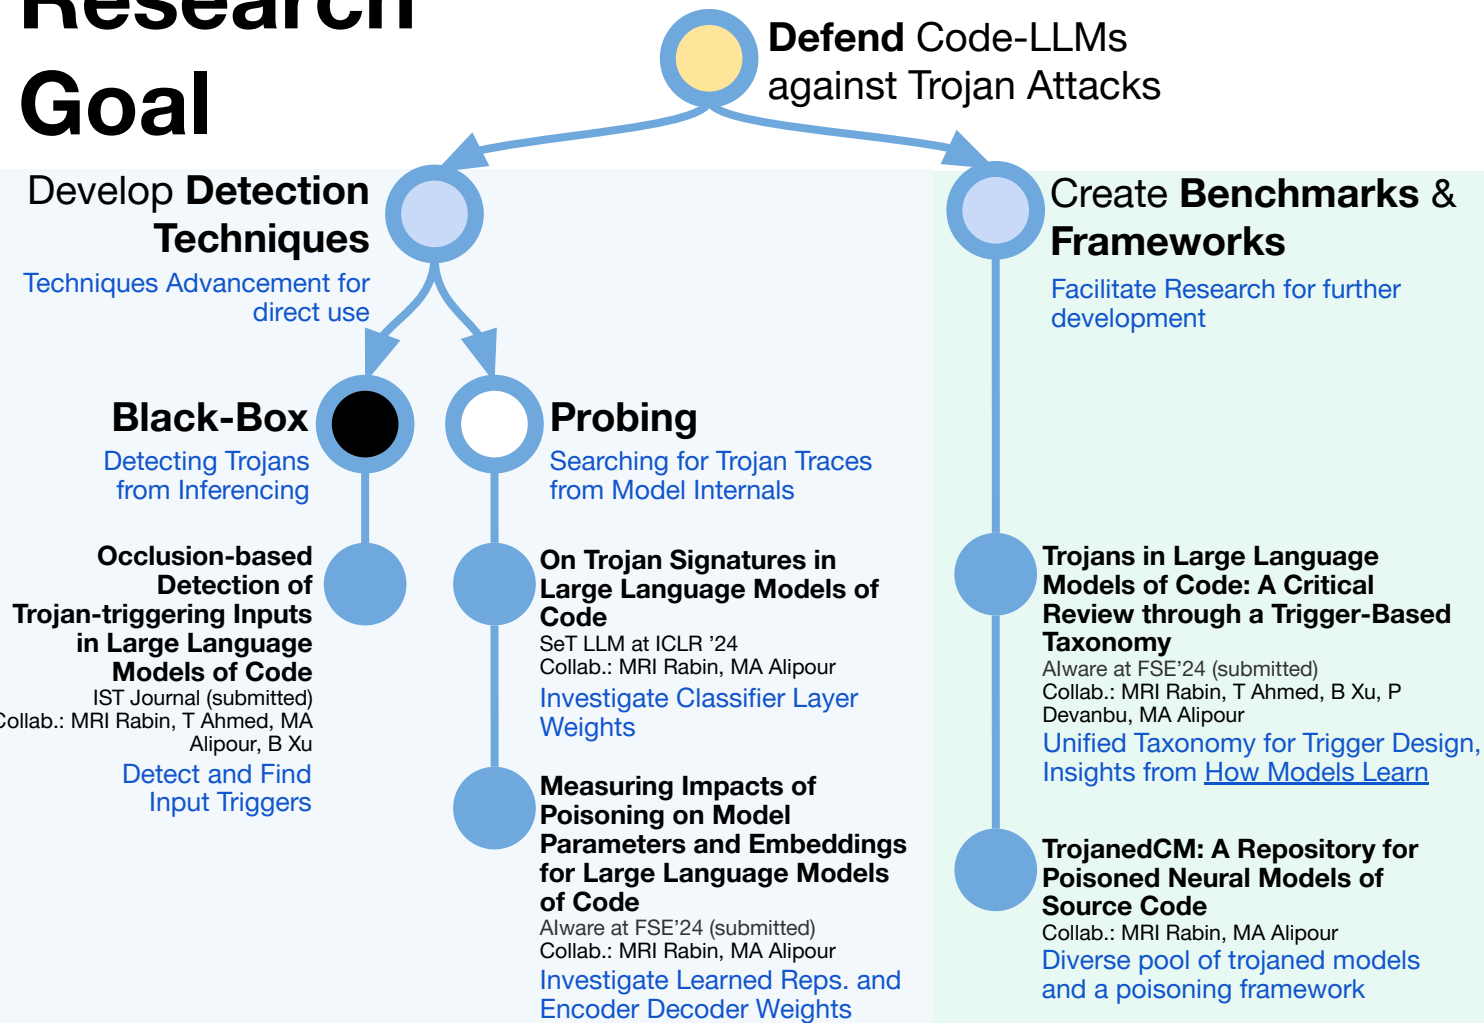 Research
Goal
Defend Code-LLMs
against Trojan Attacks
Develop Detection
Techniques
Techniques Advancement for
direct use
Create Benchmarks &
Frameworks
Facilitate Research for further
development
Black-Box
Detecting Trojans
from Inferencing
Probing
Searching for Trojan Traces
from Model Internals
Occlusion-based
Detection of
Trojan-triggering Inputs
in Large Language
Models of Code
IST Journal (submitted)
Collab.: MRI Rabin, T Ahmed, MA
Alipour, B Xu
Detect and Find
Input Triggers
On Trojan Signatures in
Large Language Models of
Code
SeT LLM at ICLR ’24
Collab.: MRI Rabin, MA Alipour
Investigate Classifier Layer
Weights
Measuring Impacts of
Poisoning on Model
Parameters and Embeddings
for Large Language Models
of Code
AIware at FSE’24 (submitted)
Collab.: MRI Rabin, MA Alipour
Investigate Learned Reps. and
Encoder Decoder Weights
Trojans in Large Language
Models of Code: A Critical
Review through a Trigger-Based
Taxonomy
AIware at FSE’24 (submitted)
Collab.: MRI Rabin, T Ahmed, B Xu, P
Devanbu, MA Alipour
Unified Taxonomy for Trigger Design,
Insights from How Models Learn
TrojanedCM: A Repository for
Poisoned Neural Models of
Source Code
Collab.: MRI Rabin, MA Alipour
Diverse pool of trojaned models
and a poisoning framework